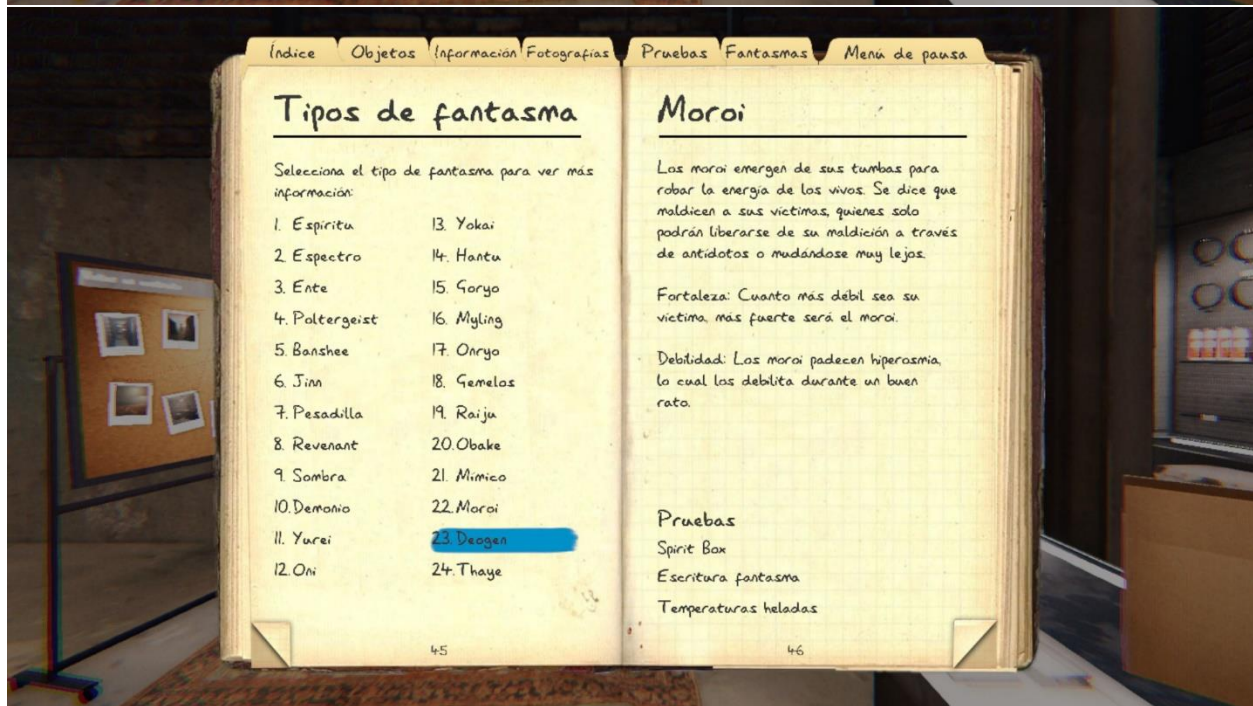 Índice Objetos Información Fotografías Pruebas Fantasmas Menú de pausa
Tipos de fantasma
Selecciona el tipo de fantasma para ver más
información:
1. Espíritu
2. Espectro
3. Ente
4. Poltergeist
5. Banshee
6. Jinn
7. Pesadilla
8. Revenant
9. Sombra
10. Demonio
11. Yurei
12. Oni
13. Yokai
14. Hantu
15. Goryo
16. Myling
17. Onryo
18. Gemelos
19. Raiju
20. Obake
21. Mímico
22. Moroi
23. Deogen
24. Thaye
45
Moroi
Los moroi emergen de sus tumbas para
robar la energía de los vivos. Se dice que
maldicen a sus víctimas, quienes solo
podrán liberarse de su maldición a través
de antídotos o mudándose muy lejos.
Fortaleza: Cuanto más débil sea su
víctima, más fuerte será el moroi.
Debilidad: Los moroi padecen hiperosmia,
lo cual los debilita durante un buen
rato.
Pruebas
Spirit Box
Escritura fantasma
Temperaturas heladas
46